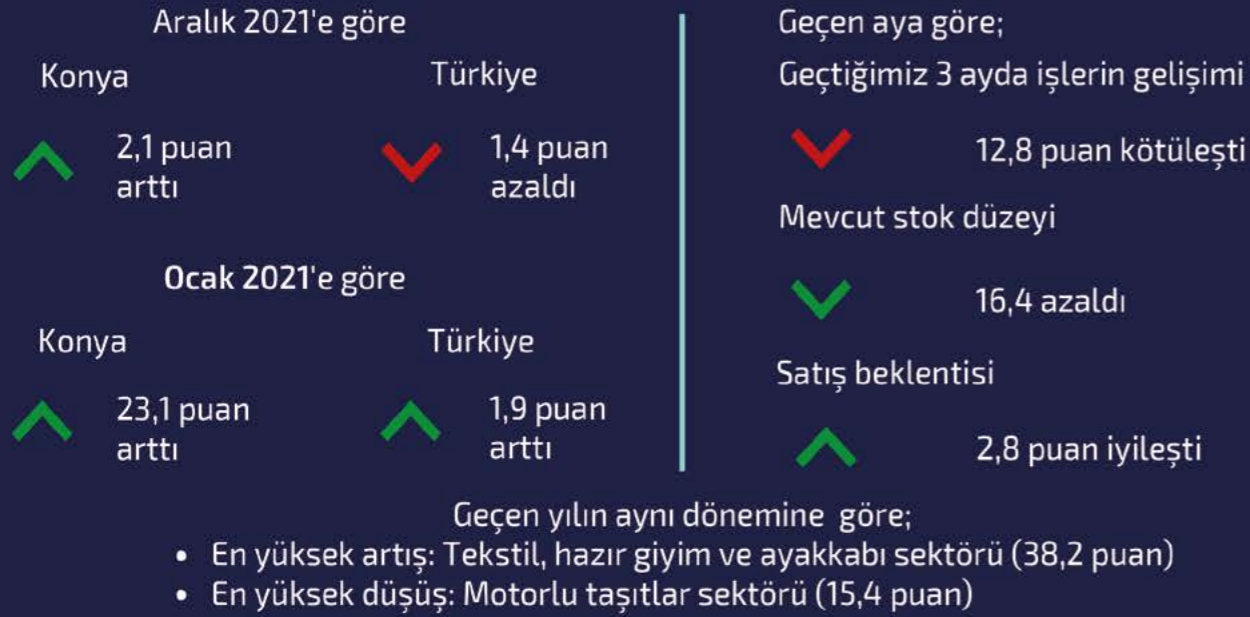 Aralık 2021'e göre
Konya
Türkiye
2,1 puan
arttı
1,4 puan
azaldı
Ocak 2021'e göre
Konya
Türkiye
23,1 puan
arttı
1,9 puan
arttı
Geçen aya göre;
Geçtiğimiz 3 ayda işlerin gelişimi
12,8 puan kötüleşti
Mevcut stok düzeyi
16,4 azaldı
Satış beklentisi
2,8 puan iyileşti
Geçen yılın aynı dönemine göre;
• En yüksek artış: Tekstil, hazır giyim ve ayakkabı sektörü (38,2 puan)
• En yüksek düşüş: Motorlu taşıtlar sektörü (15,4 puan)